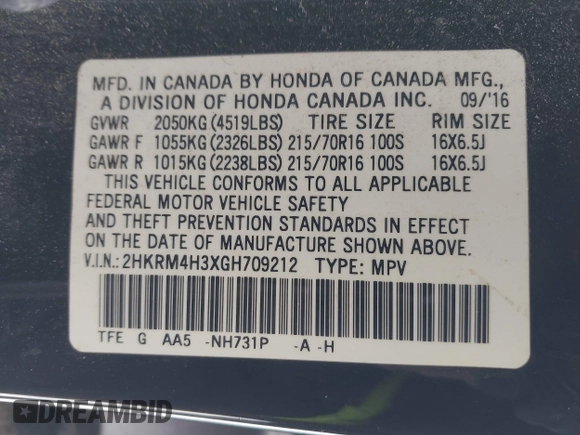 MFD. IN CANADA BY HONDA OF CANADA MFG.,
A DIVISION OF HONDA CANADA INC. 09/'16
GVWR 2050KG (4519LBS) TIRE SIZE RIM SIZE
GAWR F 1055KG (2326LBS) 215/70R16 100S 16X6.5J
GAWR R 1015KG (2238LBS) 215/70R16 100S 16X6.5J
THIS VEHICLE CONFORMS TO ALL APPLICABLE
FEDERAL MOTOR VEHICLE SAFETY
AND THEFT PREVENTION STANDARDS IN EFFECT
ON THE DATE OF MANUFACTURE SHOWN ABOVE.
V.I.N.: 2HKRM4H3XGH709212 TYPE: MPV
TFE G AA5 -NH731P -A -H
DREAMBID